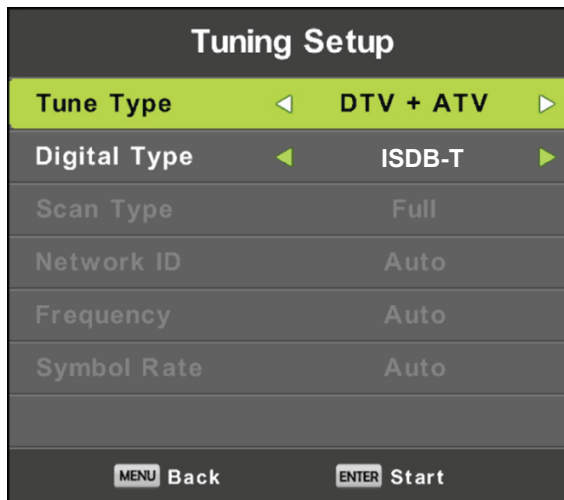 Tuning Setup
Tune Type DTV + ATV
Digital Type ISDB-T
Scan Type Full
Network ID Auto
Frequency Auto
Symbol Rate Auto
MENU Back ENTER Start